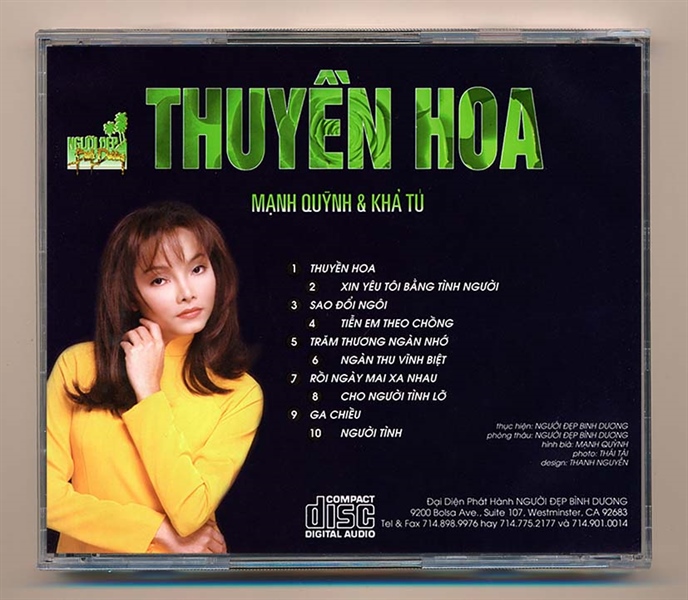 THUYỀN HOA
NGƯỜI ĐẸP
Bình Dương
MẠNH QUỲNH & KHẢ TÚ
1 THUYỀN HOA
2 XIN YÊU TÔI BẰNG TÌNH NGƯỜI
3 SAO ĐỔI NGÔI
4 TIỄN EM THEO CHỒNG
5 TRĂM THƯƠNG NGÀN NHỚ
6 NGÀN THU VĨNH BIỆT
7 RỒI NGÀY MAI XA NHAU
8 CHO NGƯỜI TÌNH LỠ
9 GA CHIỀU
10 NGƯỜI TÌNH
thực hiện: NGƯỜI ĐẸP BÌNH DƯƠNG
phòng thâu: NGƯỜI ĐẸP BÌNH DƯƠNG
hình bìa: MẠNH QUỲNH
photo: THÁI TÀI
design: THANH NGUYÊN
COMPACT
disc
DIGITAL AUDIO
Đại Diện Phát Hành NGƯỜI ĐẸP BÌNH DƯƠNG
9200 Bolsa Ave., Suite 107, Westminster, CA 92683
Tel & Fax 714.898.9976 hay 714.775.2177 và 714.901.0014